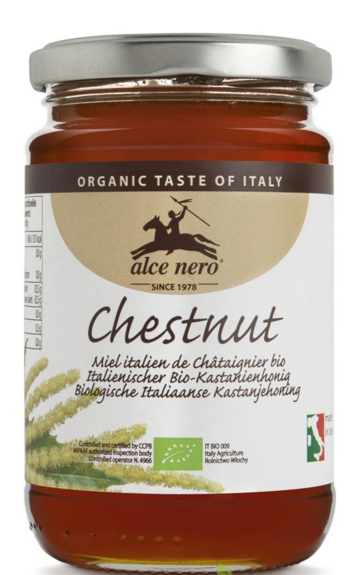 ORGANIC TASTE OF ITALY
alce nero®
SINCE 1978
Chestnut
Miel italien de Châtaignier bio
Italienischer Bio-Kastanienhonig
Biologische Italiaanse Kastanjehoning
Controlled and certified by CCPB
MIPAAF authorized inspection body
Controlled operator N. 4966
IT BIO 009
Italy Agriculture
Rolnictwo Włochy
made